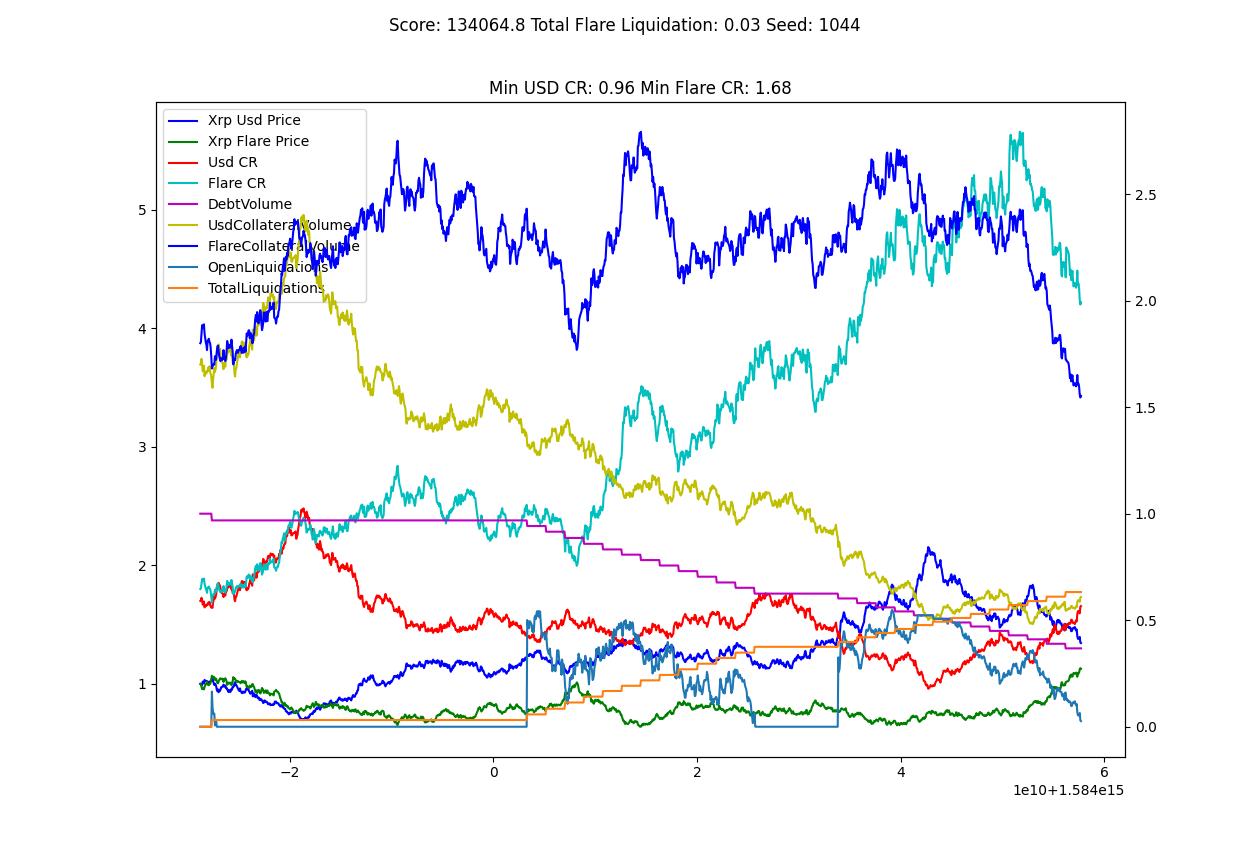 Score: 134064.8 Total Flare Liquidation: 0.03 Seed: 1044
Min USD CR: 0.96 Min Flare CR: 1.68
Xrp Usd Price
Xrp Flare Price
Usd CR
Flare CR
DebtVolume
UsdCollateralVolume
FlareCollateralVolume
OpenLiquidations
TotalLiquidations
5
4
3
2
1
2.5
2.0
1.5
1.0
0.5
0.0
−2
0
2
4
6
1e10+1.584e15